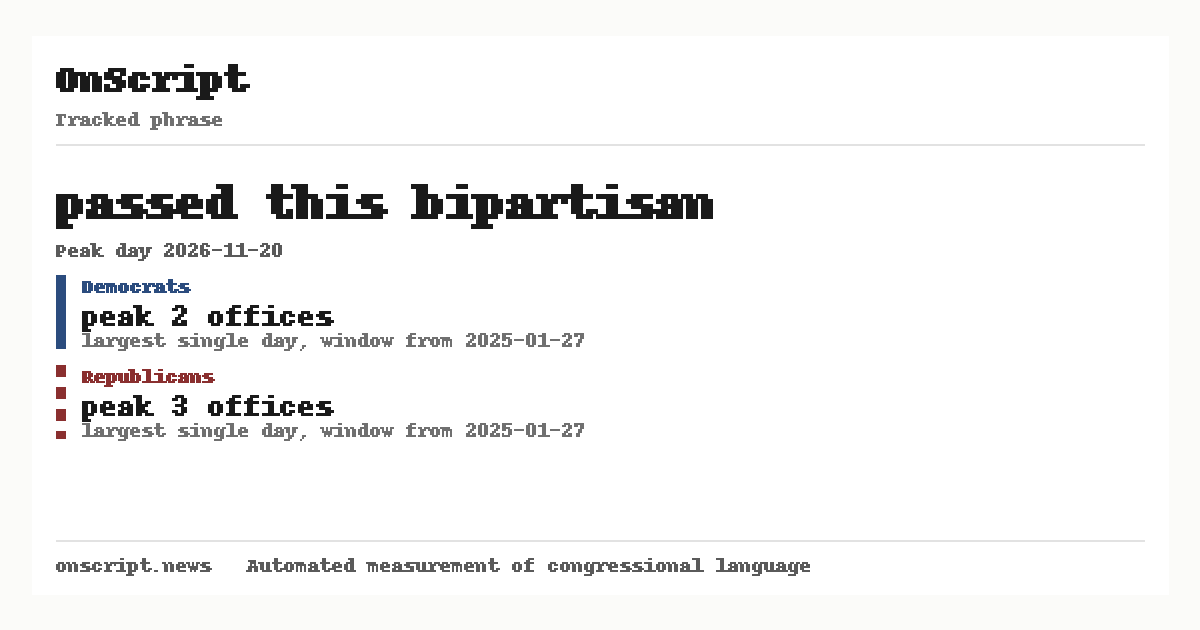 OnScript
Tracked phrase
passed this bipartisan
Peak day 2026-11-20
Democrats
peak 2 offices
largest single day, window from 2025-01-27
Republicans
peak 3 offices
largest single day, window from 2025-01-27
onscript.news Automated measurement of congressional language